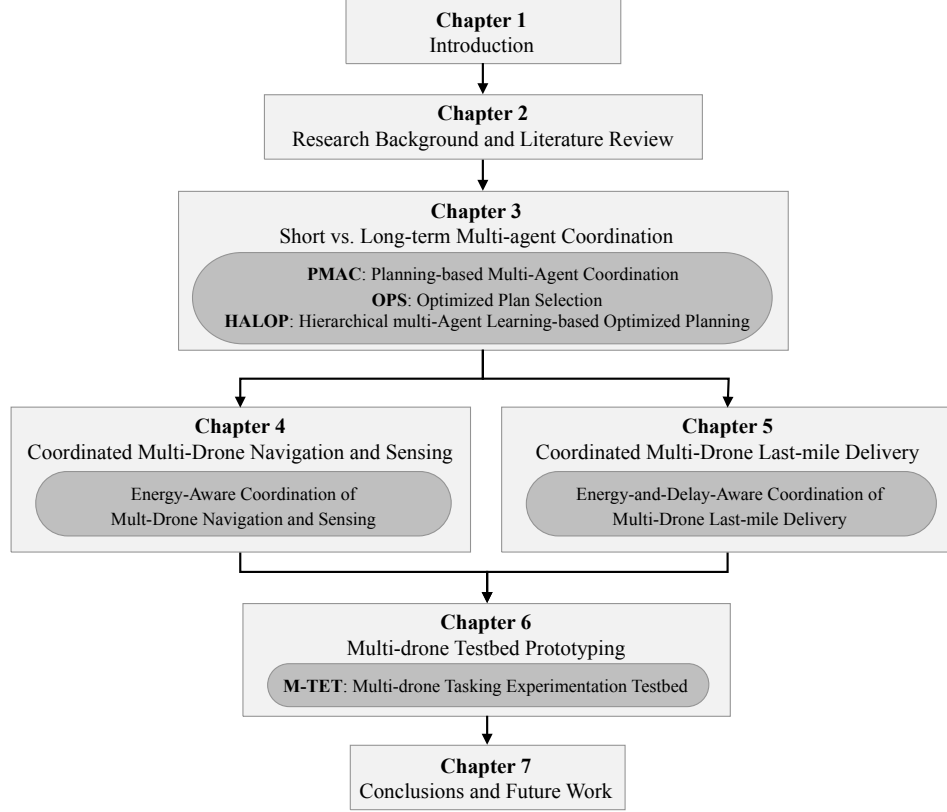 Chapter 1
Introduction
Chapter 2
Research Background and Literature Review
Chapter 3
Short vs. Long-term Multi-agent Coordination
PMAC: Planning-based Multi-Agent Coordination
OPS: Optimized Plan Selection
HALOP: Hierarchical multi-Agent Learning-based Optimized Planning
Chapter 4
Coordinated Multi-Drone Navigation and Sensing
Energy-Aware Coordination of
Mult-Drone Navigation and Sensing
Chapter 5
Coordinated Multi-Drone Last-mile Delivery
Energy-and-Delay-Aware Coordination of
Multi-Drone Last-mile Delivery
Chapter 6
Multi-drone Testbed Prototyping
M-TET: Multi-drone Tasking Experimentation Testbed
Chapter 7
Conclusions and Future Work